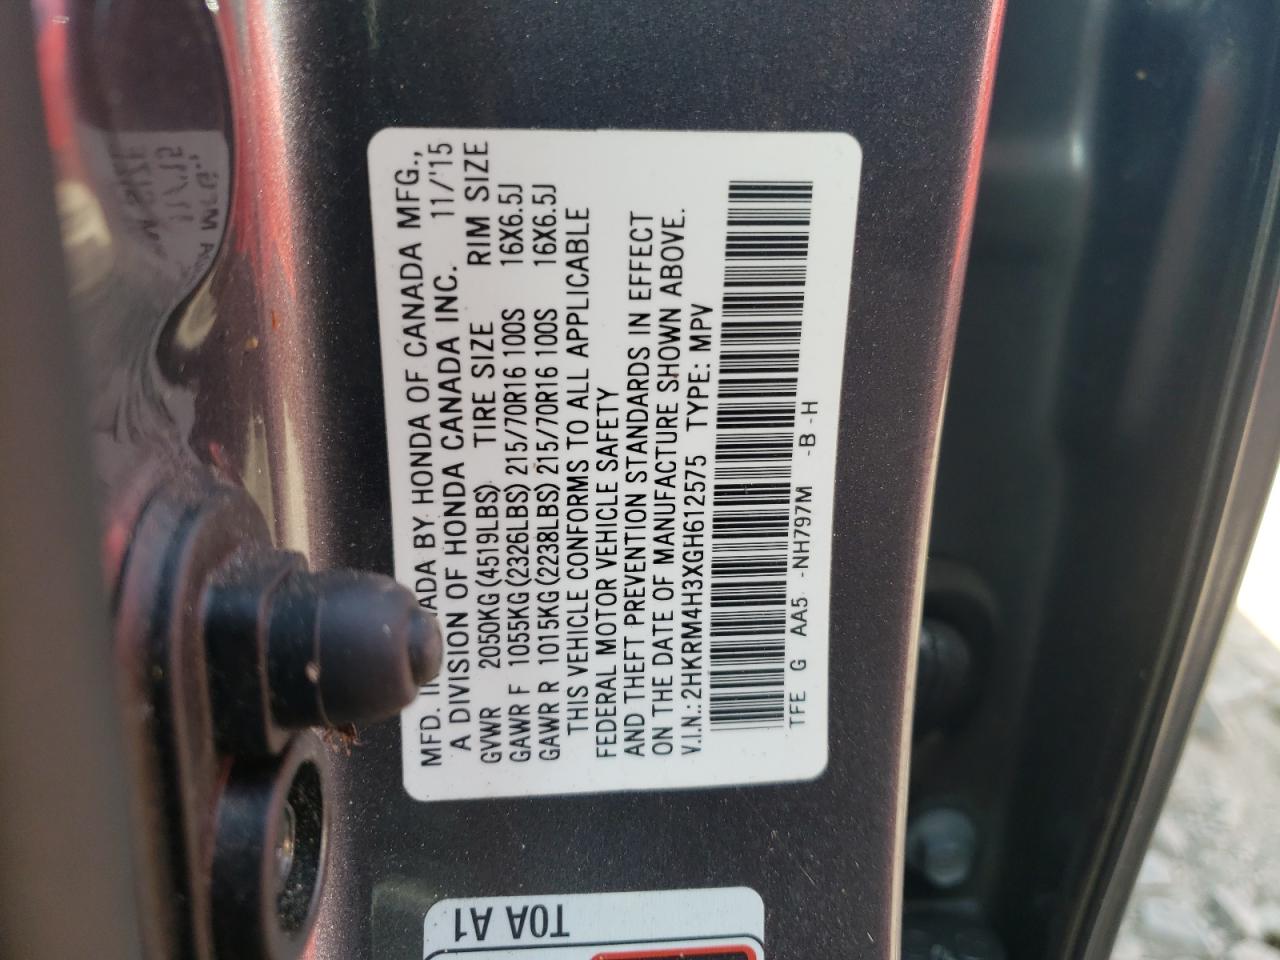 MFD. IN CANADA BY HONDA OF CANADA MFG.,
A DIVISION OF HONDA CANADA INC. 11/'15
GVWR 2050KG(4519LBS) TIRE SIZE RIM SIZE
GAWR F 1055KG(2326LBS) 215/70R16 100S 16X6.5J
GAWR R 1015KG(2238LBS) 215/70R16 100S 16X6.5J
THIS VEHICLE CONFORMS TO ALL APPLICABLE
FEDERAL MOTOR VEHICLE SAFETY
AND THEFT PREVENTION STANDARDS IN EFFECT
ON THE DATE OF MANUFACTURE SHOWN ABOVE.
V.I.N.:2HKRM4H3XGH612575 TYPE: MPV
TFE G AA5 -NH797M -B -H
T0A A1